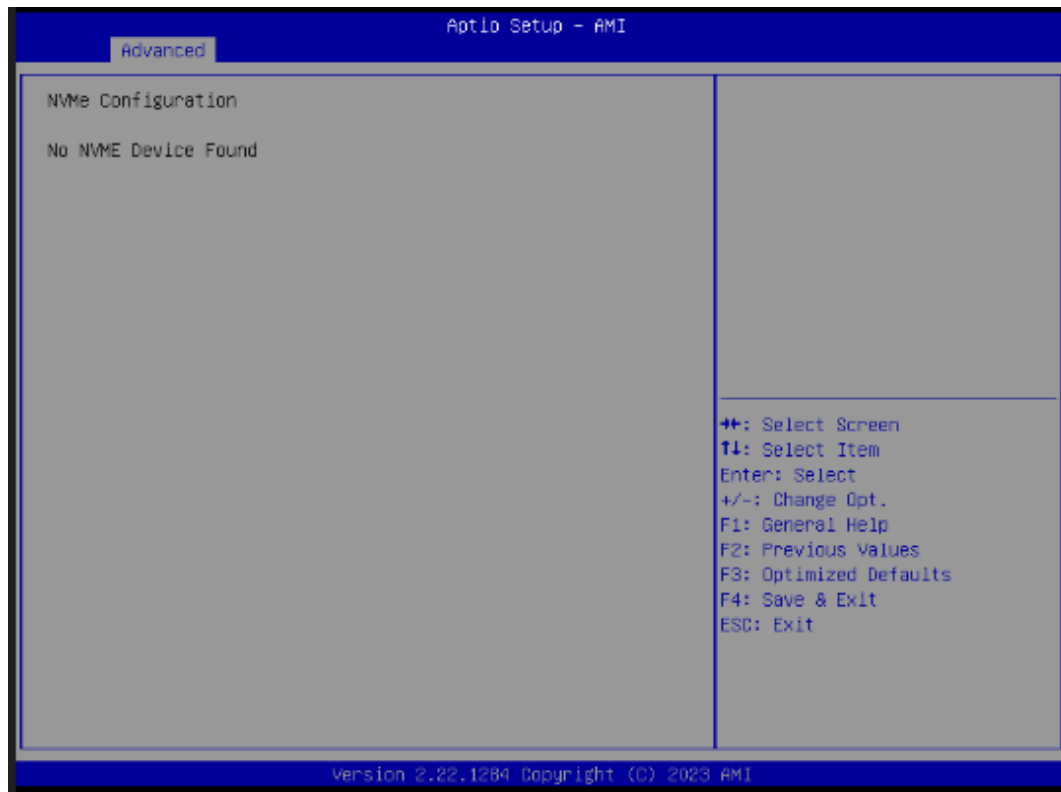 Aptio Setup - AMI
Advanced
NVMe Configuration
No NVME Device Found
→←: Select Screen
↑↓: Select Item
Enter: Select
+/-: Change Opt.
F1: General Help
F2: Previous Values
F3: Optimized Defaults
F4: Save & Exit
ESC: Exit
Version 2.22.1284 Copyright (C) 2023 AMI